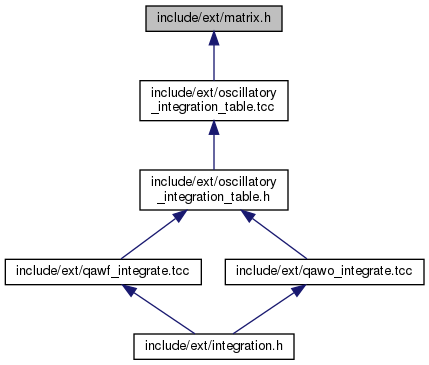 include/ext/matrix.h
include/ext/oscillatory
_integration_table.tcc
include/ext/oscillatory
_integration_table.h
include/ext/qawf_integrate.tcc
include/ext/qawo_integrate.tcc
include/ext/integration.h